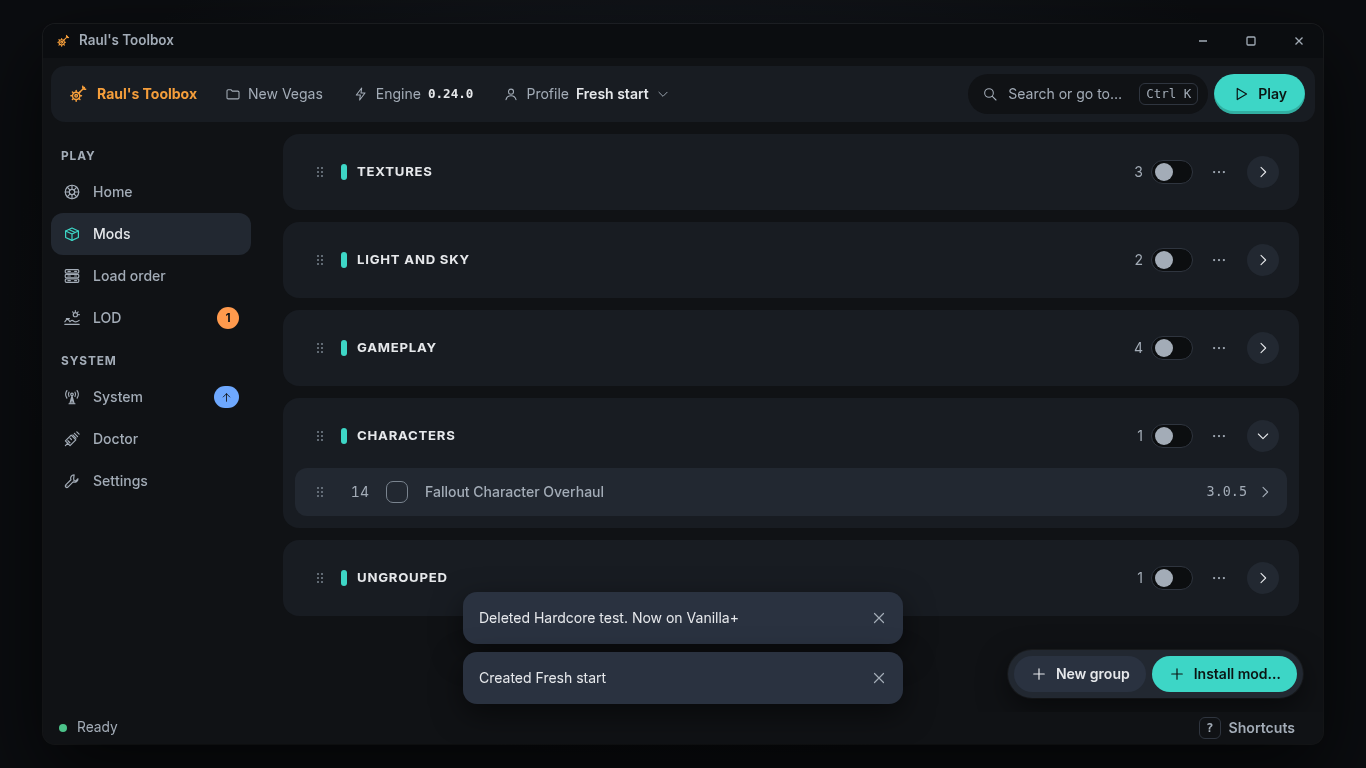 Raul's Toolbox
Raul's Toolbox
New Vegas
Engine 0.24.0
Profile Fresh start
Search or go to...
Ctrl K
Play
PLAY
Home
Mods
Load order
LOD
1
SYSTEM
System
Doctor
Settings
TEXTURES
3
LIGHT AND SKY
2
GAMEPLAY
4
CHARACTERS
1
14
Fallout Character Overhaul
3.0.5
UNGROUPED
1
Deleted Hardcore test. Now on Vanilla+
Created Fresh start
New group
Install mod...
Ready
? Shortcuts